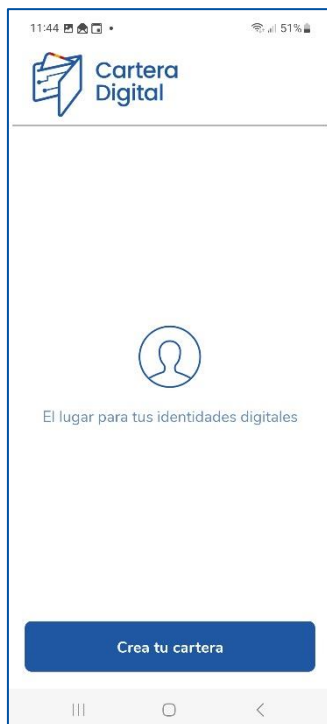 11:44 51%
Cartera
Digital
El lugar para tus identidades digitales
Crea tu cartera